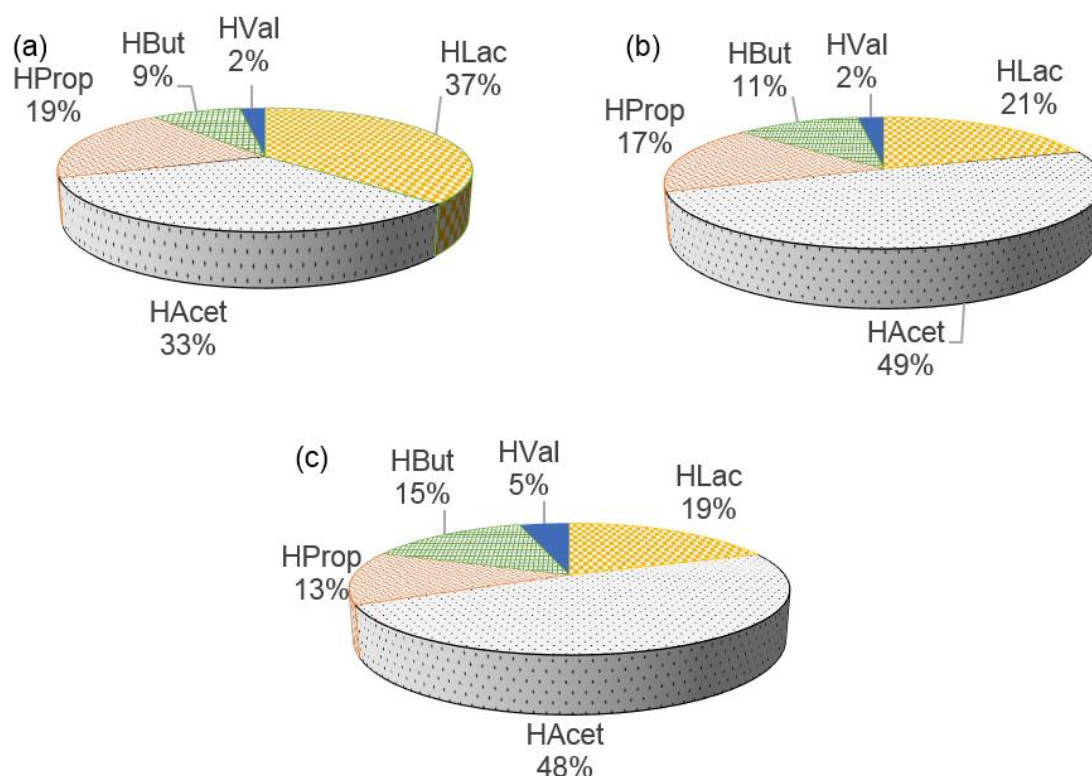 (a)
HProp
19%
HBut
9%
HVal
2%
HLac
37%
HAcet
33%
(b)
HProp
17%
HBut
11%
HVal
2%
HLac
21%
HAcet
49%
(c)
HProp
13%
HBut
15%
HVal
5%
HLac
19%
HAcet
48%